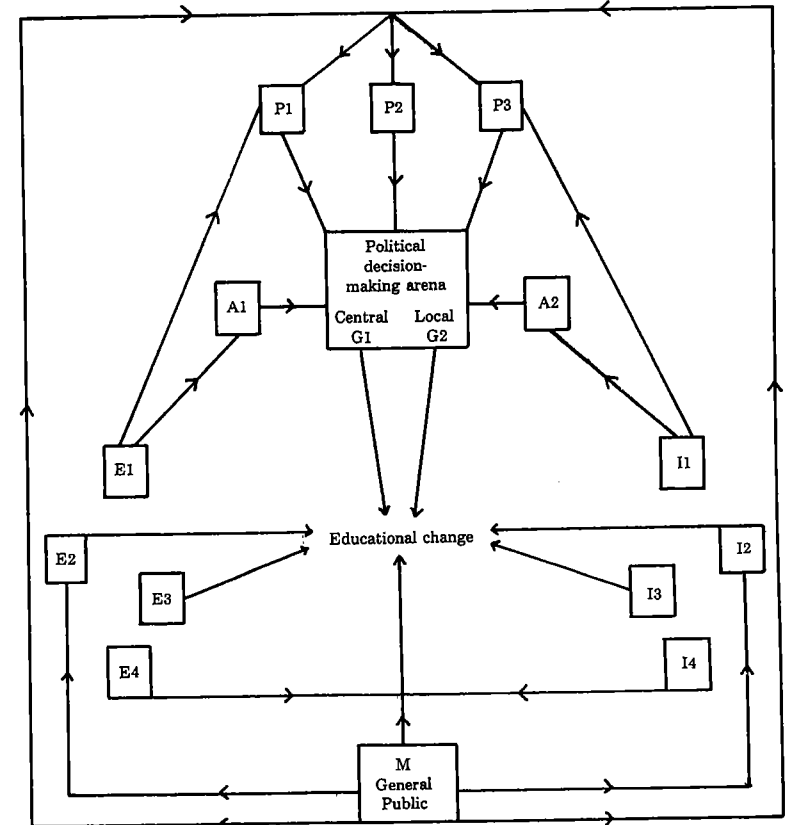 P1 P2 P3
Political
decision-
making arena
A1 A2
Central Local
G1 G2
E1 I1
Educational change
E2 I2
E3 I3
E4 I4
M
General
Public